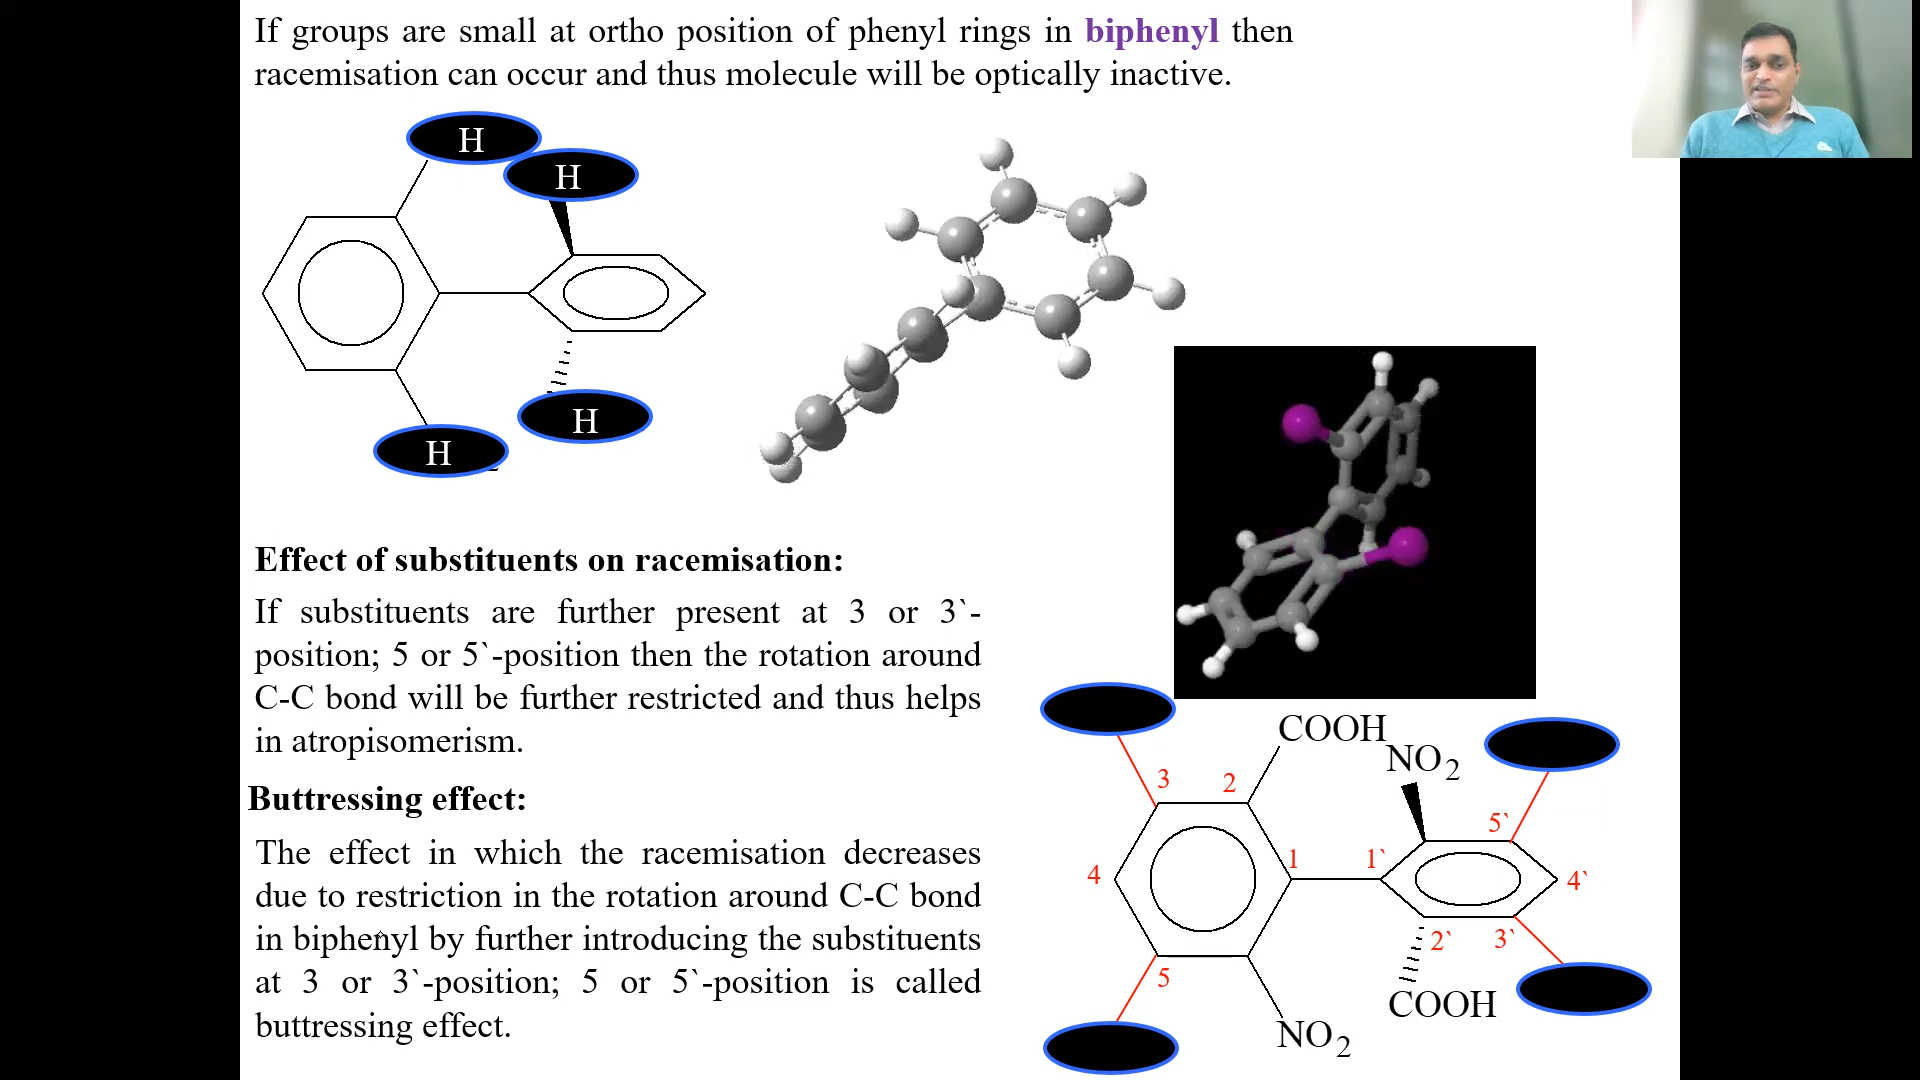 If groups are small at ortho position of phenyl rings in biphenyl then
racemisation can occur and thus molecule will be optically inactive.
H
H
H
H
Effect of substituents on racemisation:
If substituents are further present at 3 or 3`-
position; 5 or 5`-position then the rotation around
C-C bond will be further restricted and thus helps
in atropisomerism.
Buttressing effect:
The effect in which the racemisation decreases
due to restriction in the rotation around C-C bond
in biphenyl by further introducing the substituents
at 3 or 3`-position; 5 or 5`-position is called
buttressing effect.
COOH
NO2
3
2
5`
1
1`
4
4`
2`
3`
5
COOH
NO2